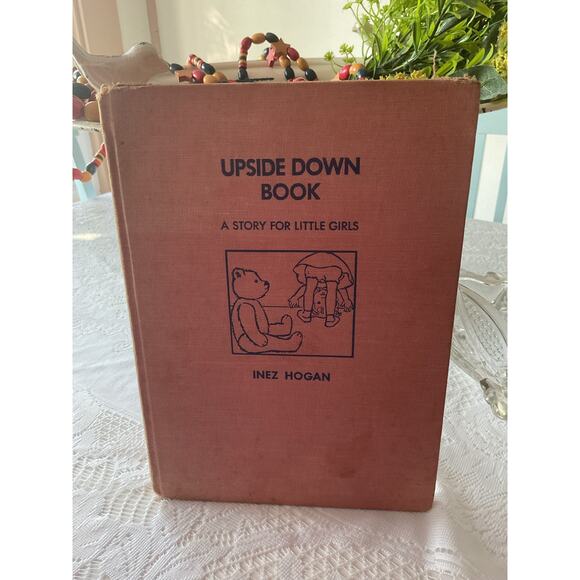 UPSIDE DOWN
BOOK
A STORY FOR LITTLE GIRLS
INEZ HOGAN